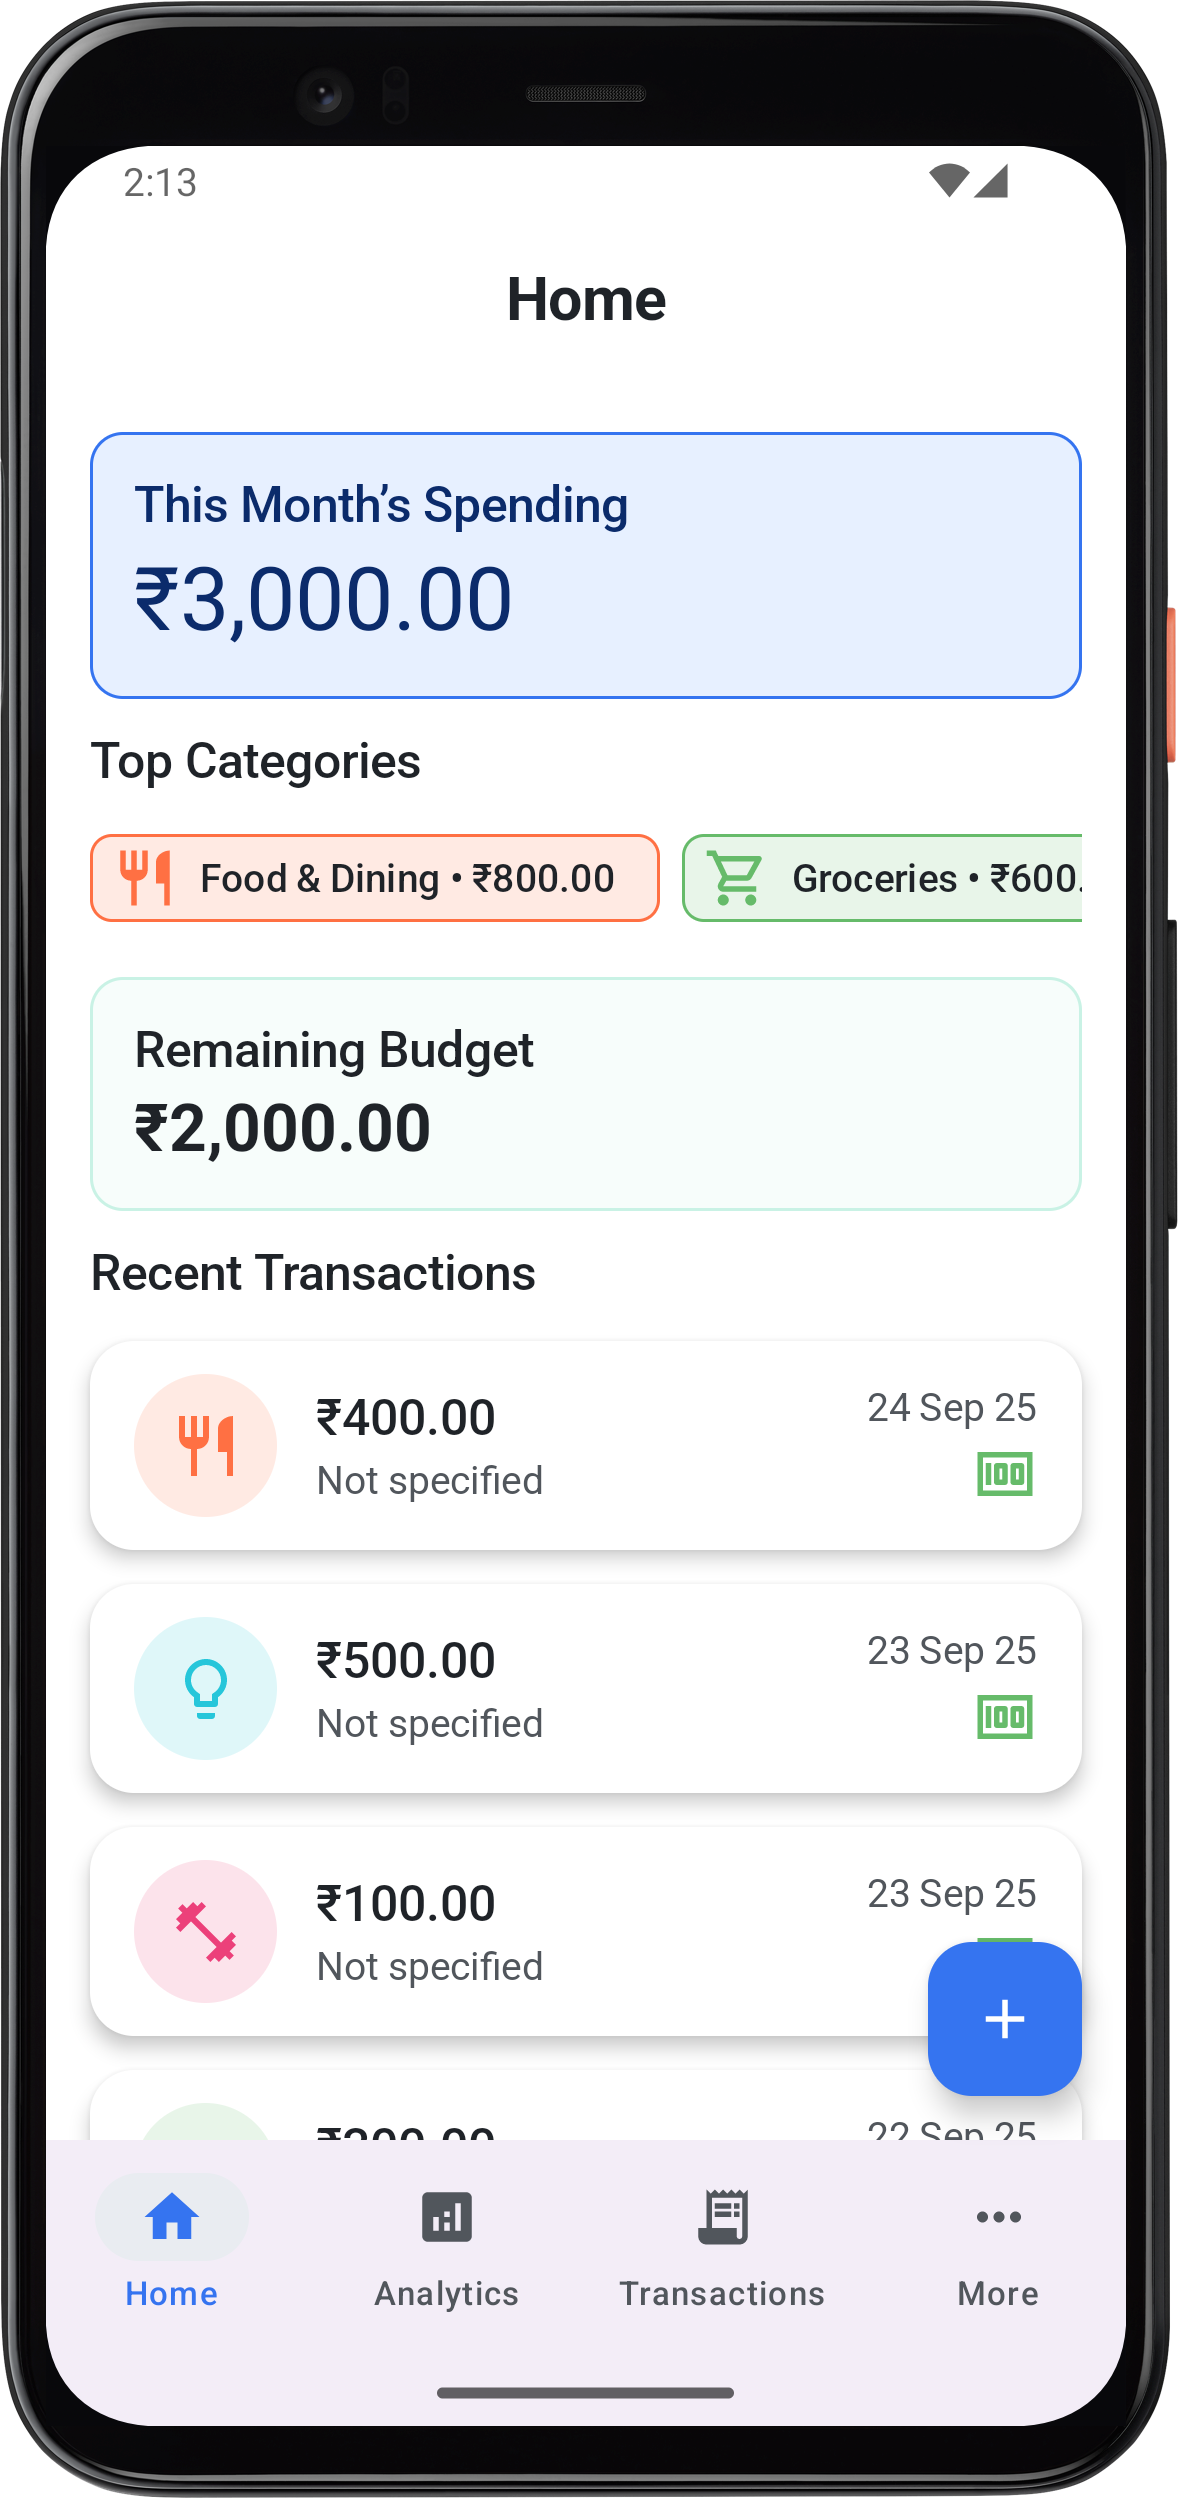 2:13
Home
This Month’s Spending
₹3,000.00
Top Categories
Food & Dining • ₹800.00
Groceries • ₹600.
Remaining Budget
₹2,000.00
Recent Transactions
₹400.00
24 Sep 25
Not specified
₹500.00
23 Sep 25
Not specified
₹100.00
23 Sep 25
Not specified
22 Sep 25
+
Home
Analytics
Transactions
More